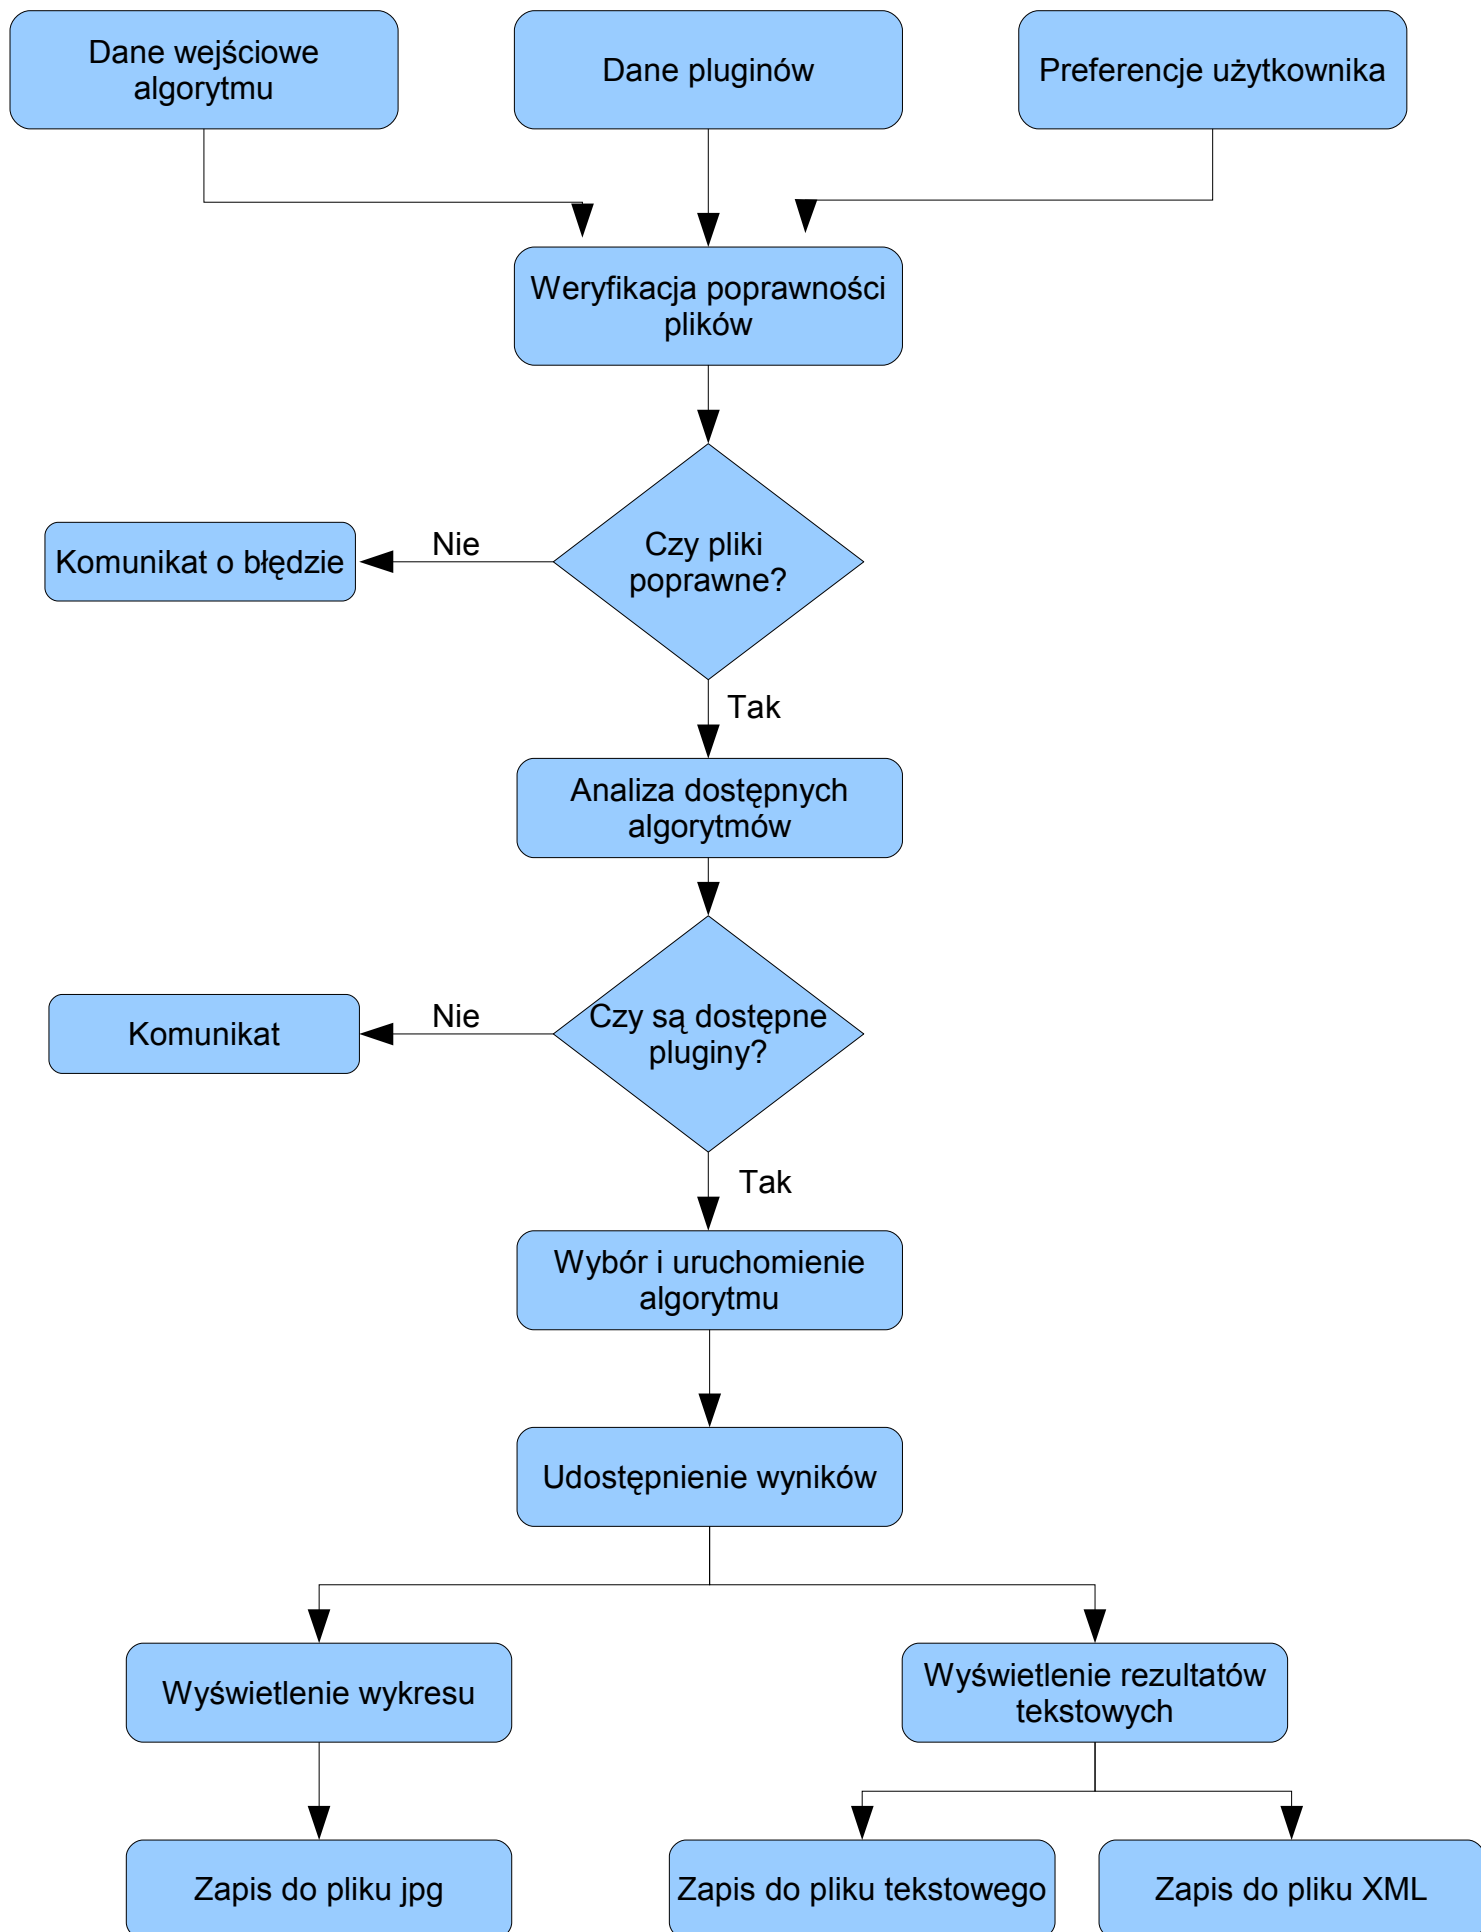 Dane wejściowe
algorytmu
Dane pluginów
Preferencje użytkownika
Weryfikacja poprawności
plików
Czy pliki
poprawne?
Nie
Komunikat o błędzie
Tak
Analiza dostępnych
algorytmów
Czy są dostępne
pluginy?
Nie
Komunikat
Tak
Wybór i uruchomienie
algorytmu
Udostępnienie wyników
Wyświetlenie wykresu
Wyświetlenie rezultatów
tekstowych
Zapis do pliku jpg
Zapis do pliku tekstowego
Zapis do pliku XML